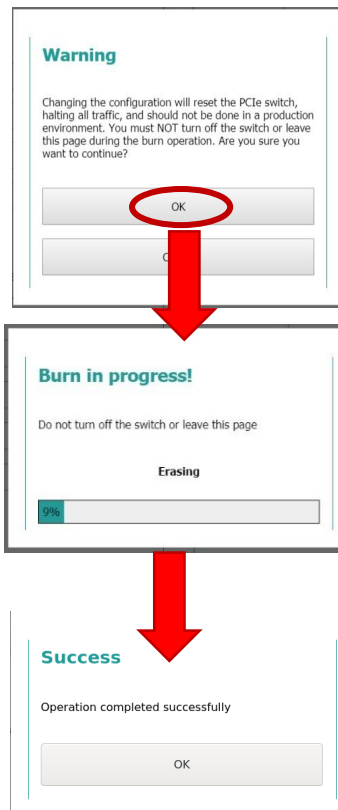 Warning
Changing the configuration will reset the PCIe switch,
halting all traffic, and should not be done in a production
environment. You must NOT turn off the switch or leave
this page during the burn operation. Are you sure you
want to continue?
OK
Burn in progress!
Do not turn off the switch or leave this page
Erasing
9%
Success
Operation completed successfully
OK